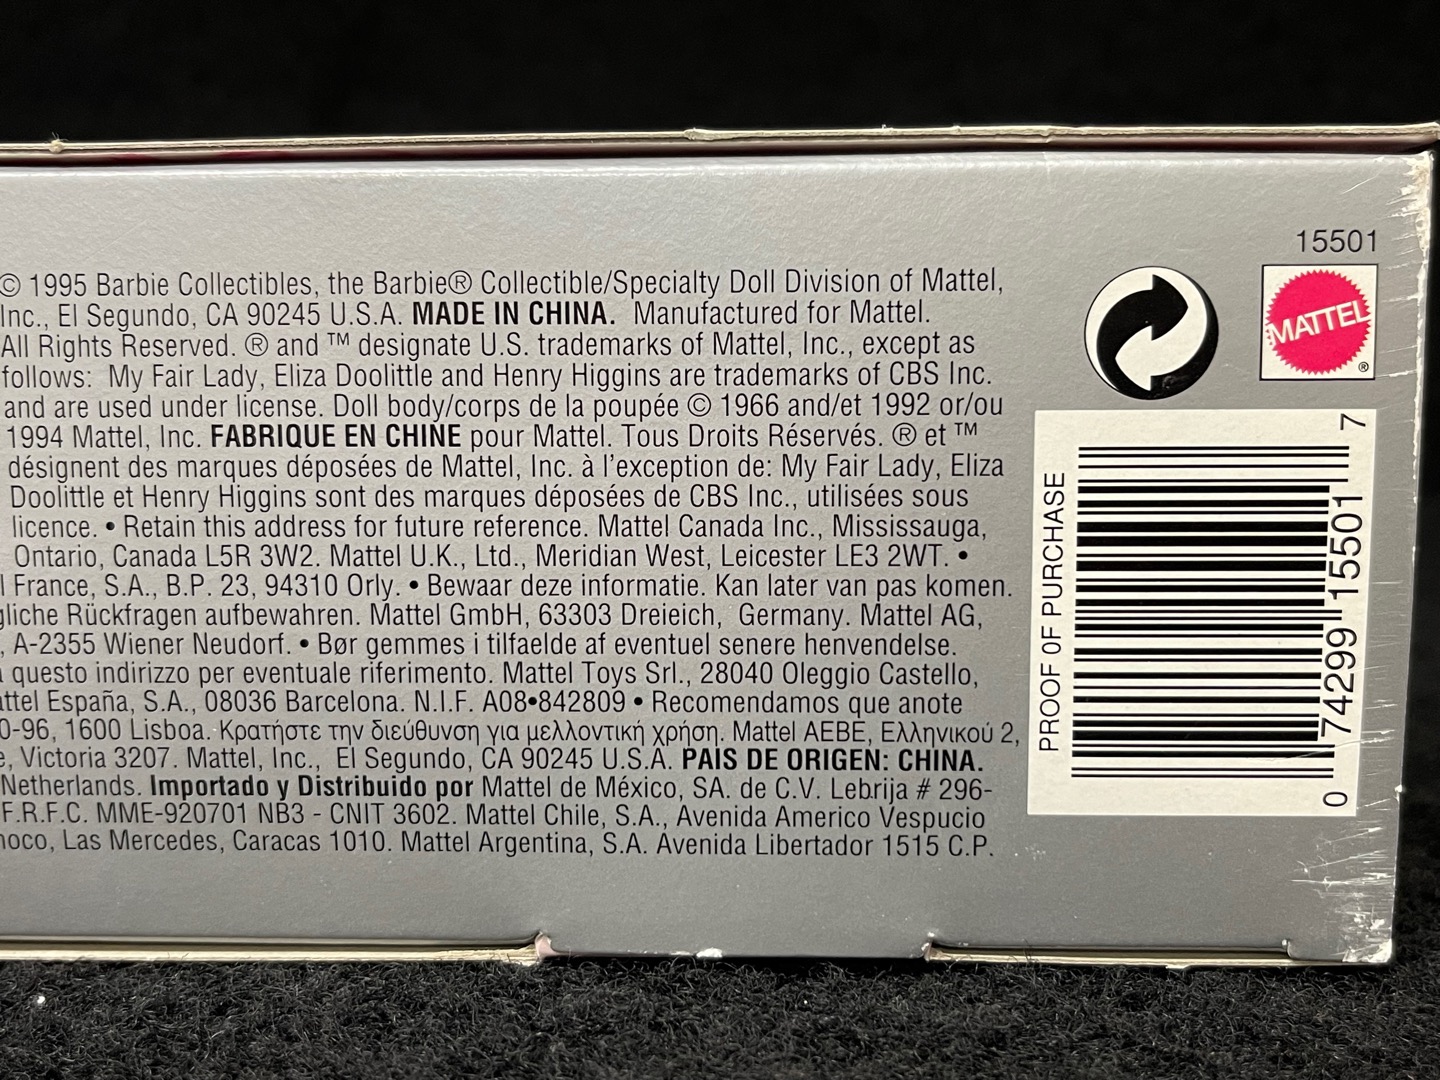 © 1995 Barbie Collectibles, the Barbie® Collectible/Specialty Doll Division of Mattel,
Inc., El Segundo, CA 90245 U.S.A. MADE IN CHINA. Manufactured for Mattel.
All Rights Reserved. ® and ™ designate U.S. trademarks of Mattel, Inc., except as
follows: My Fair Lady, Eliza Doolittle and Henry Higgins are trademarks of CBS Inc.
and are used under license. Doll body/corps de la poupée © 1966 and/et 1992 or/ou
1994 Mattel, Inc. FABRIQUE EN CHINE pour Mattel. Tous Droits Réservés. ® et ™
désignent des marques déposées de Mattel, Inc. à l'exception de: My Fair Lady, Eliza
Doolittle et Henry Higgins sont des marques déposées de CBS Inc., utilisées sous
licence. • Retain this address for future reference. Mattel Canada Inc., Mississauga,
Ontario, Canada L5R 3W2. Mattel U.K., Ltd., Meridian West, Leicester LE3 2WT. •
l France, S.A., B.P. 23, 94310 Orly. • Bewaar deze informatie. Kan later van pas komen.
gliche Rückfragen aufbewahren. Mattel GmbH, 63303 Dreieich, Germany. Mattel AG,
, A-2355 Wiener Neudorf. • Bør gemmes i tilfaelde af eventuel senere henvendelse.
questo indirizzo per eventuale riferimento. Mattel Toys Srl., 28040 Oleggio Castello,
ttel España, S.A., 08036 Barcelona. N.I.F. A08•842809 • Recomendamos que anote
0-96, 1600 Lisboa. Κρατήστε την διεύθυνση για μελλοντική χρήση. Mattel AEBE, Ελληνικού 2,
e, Victoria 3207. Mattel, Inc., El Segundo, CA 90245 U.S.A. PAIS DE ORIGEN: CHINA.
Netherlands. Importado y Distribuido por Mattel de México, SA. de C.V. Lebrija # 296-
F.R.F.C. MME-920701 NB3 - CNIT 3602. Mattel Chile, S.A., Avenida Americo Vespucio
noco, Las Mercedes, Caracas 1010. Mattel Argentina, S.A. Avenida Libertador 1515 C.P.
15501
MATTEL
®
PROOF OF PURCHASE
0 74299 15501 7